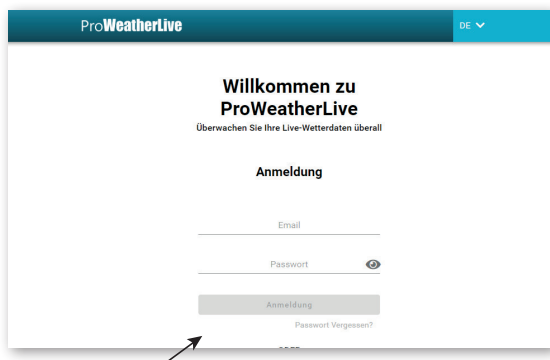 ProWeatherLive
DE
Willkommen zu
ProWeatherLive
Überwachen Sie Ihre Live-Wetterdaten überall
Anmeldung
Email
Passwort
Anmeldung
Passwort Vergessen?